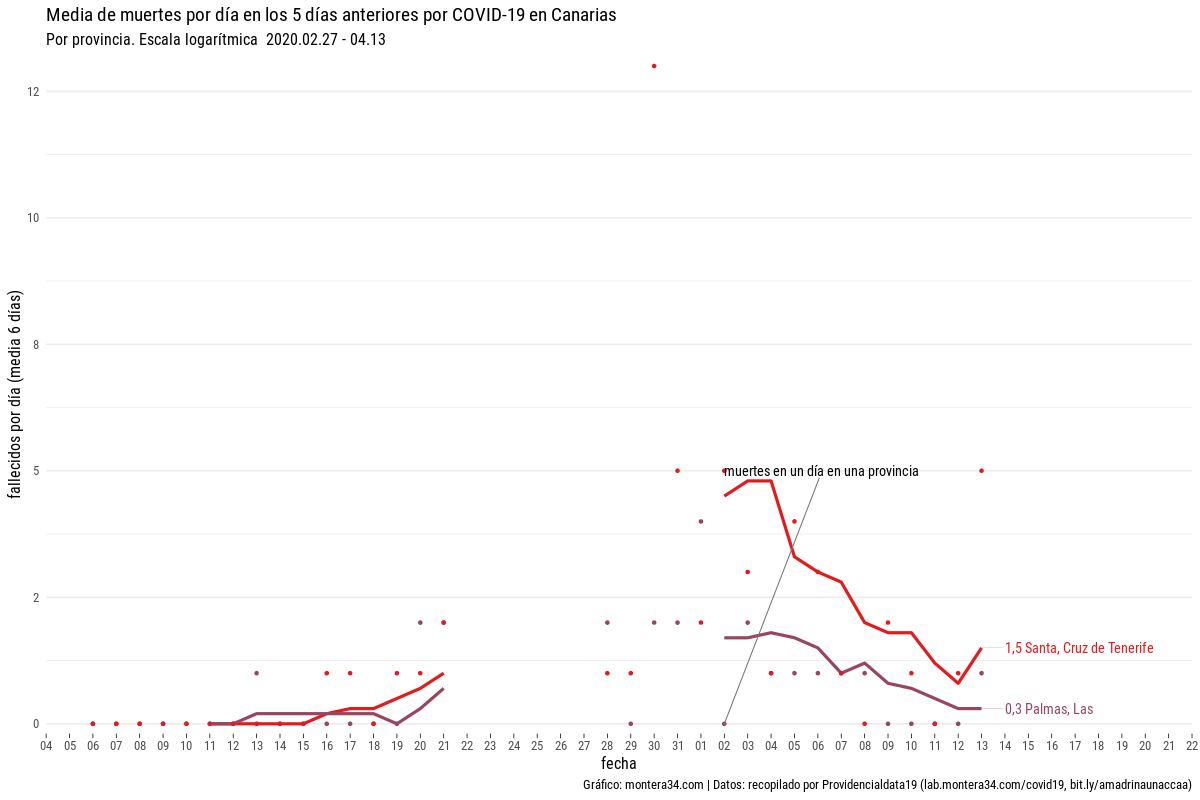 Media de muertes por día en los 5 días anteriores por COVID-19 en Canarias
Por provincia. Escala logarítmica 2020.02.27 - 04.13
fallecidos por día (media 6 días)
12
10
8
5
2
0
muertes en un día en una provincia
1,5 Santa, Cruz de Tenerife
0,3 Palmas, Las
04 05 06 07 08 09 10 11 12 13 14 15 16 17 18 19 20 21 22 23 24 25 26 27 28 29 30 31 01 02 03 04 05 06 07 08 09 10 11 12 13 14 15 16 17 18 19 20 21 22
fecha
Gráfico: montera34.com | Datos: recopilado por Providencialdata19 (lab.montera34.com/covid19, bit.ly/amadrinaunaccaa)